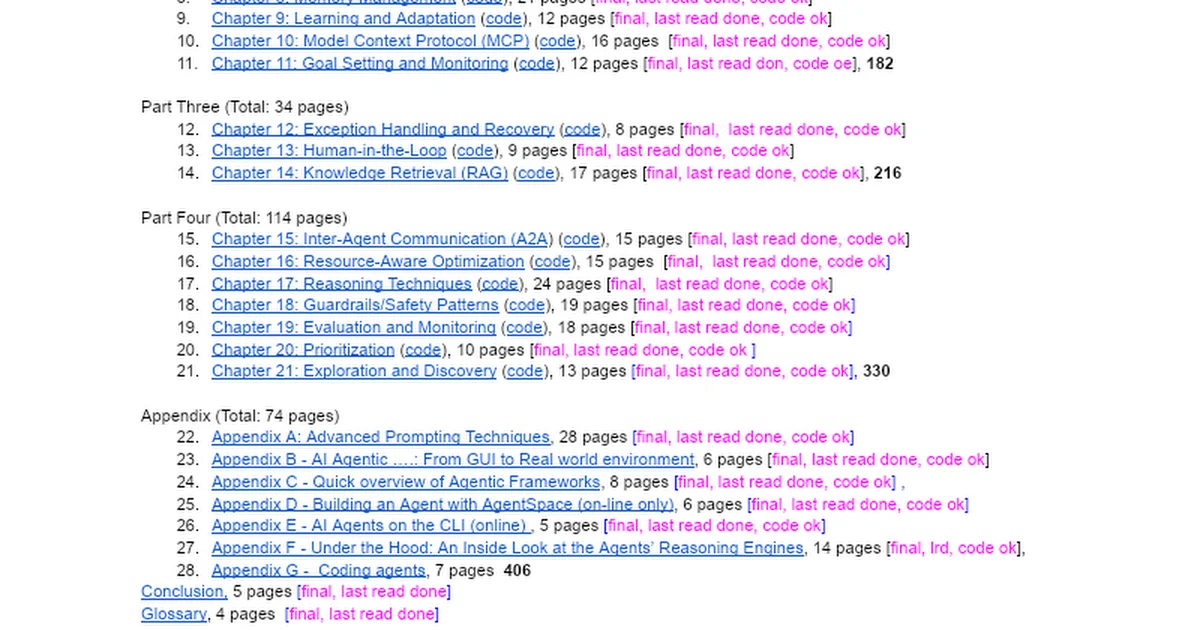 8. Chapter 8: Memory Management (code), 21 pages [final, last read done, code ok]
9. Chapter 9: Learning and Adaptation (code), 12 pages [final, last read done, code ok]
10. Chapter 10: Model Context Protocol (MCP) (code), 16 pages [final, last read done, code ok]
11. Chapter 11: Goal Setting and Monitoring (code), 12 pages [final, last read don, code oe], 182
Part Three (Total: 34 pages)
12. Chapter 12: Exception Handling and Recovery (code), 8 pages [final, last read done, code ok]
13. Chapter 13: Human-in-the-Loop (code), 9 pages [final, last read done, code ok]
14. Chapter 14: Knowledge Retrieval (RAG) (code), 17 pages [final, last read done, code ok], 216
Part Four (Total: 114 pages)
15. Chapter 15: Inter-Agent Communication (A2A) (code), 15 pages [final, last read done, code ok]
16. Chapter 16: Resource-Aware Optimization (code), 15 pages [final, last read done, code ok]
17. Chapter 17: Reasoning Techniques (code), 24 pages [final, last read done, code ok]
18. Chapter 18: Guardrails/Safety Patterns (code), 19 pages [final, last read done, code ok]
19. Chapter 19: Evaluation and Monitoring (code), 18 pages [final, last read done, code ok]
20. Chapter 20: Prioritization (code), 10 pages [final, last read done, code ok ]
21. Chapter 21: Exploration and Discovery (code), 13 pages [final, last read done, code ok], 330
Appendix (Total: 74 pages)
22. Appendix A: Advanced Prompting Techniques, 28 pages [final, last read done, code ok]
23. Appendix B - AI Agentic ....: From GUI to Real world environment, 6 pages [final, last read done, code ok]
24. Appendix C - Quick overview of Agentic Frameworks, 8 pages [final, last read done, code ok] ,
25. Appendix D - Building an Agent with AgentSpace (on-line only), 6 pages [final, last read done, code ok]
26. Appendix E - AI Agents on the CLI (online) , 5 pages [final, last read done, code ok]
27. Appendix F - Under the Hood: An Inside Look at the Agents’ Reasoning Engines, 14 pages [final, lrd, code ok],
28. Appendix G - Coding agents, 7 pages 406
Conclusion, 5 pages [final, last read done]
Glossary, 4 pages [final, last read done]